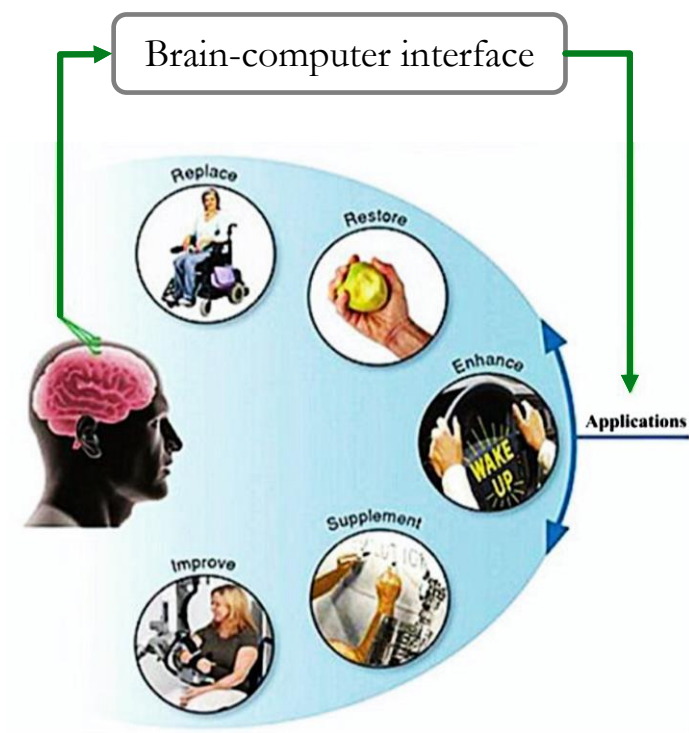 Brain-computer interface
Replace
Restore
Enhance
Applications
WAKE
UP
Supplement
Improve